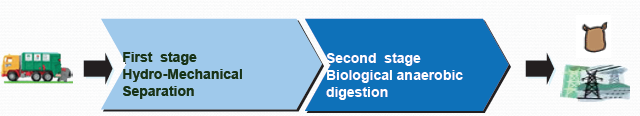 First stage
Hydro-Mechanical
Separation
Second stage
Biological anaerobic
digestion